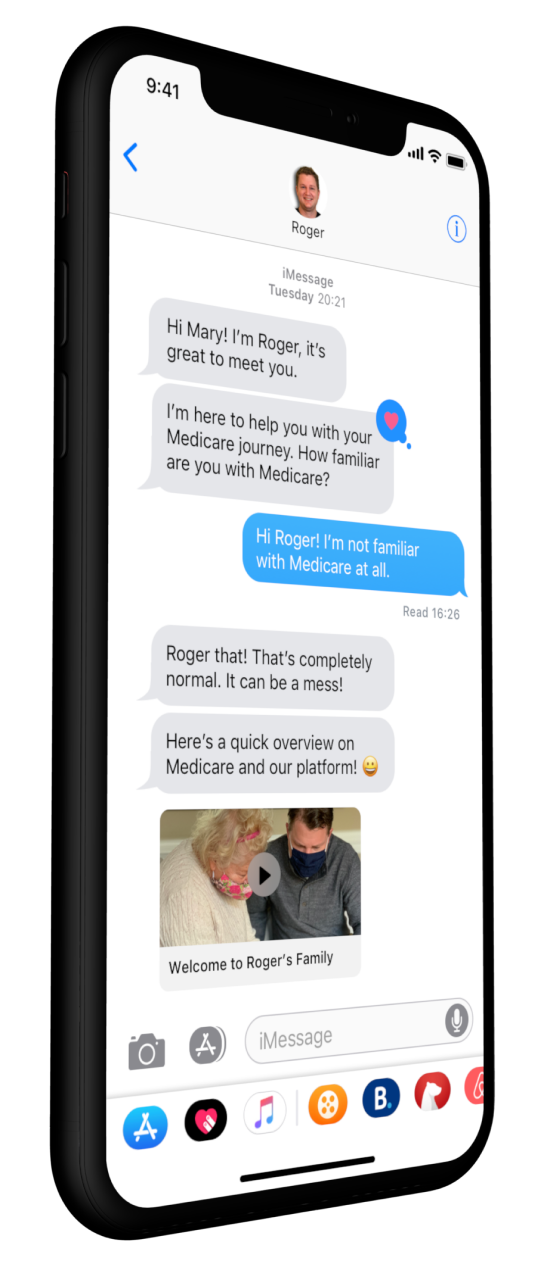 9:41
Roger
iMessage
Tuesday 20:21
Hi Mary! I'm Roger, it's
great to meet you.
I'm here to help you with your
Medicare journey. How familiar
are you with Medicare?
Hi Roger! I'm not familiar
with Medicare at all.
Read 16:26
Roger that! That's completely
normal. It can be a mess!
Here's a quick overview on
Medicare and our platform! 😀
Welcome to Roger's Family
iMessage
B.